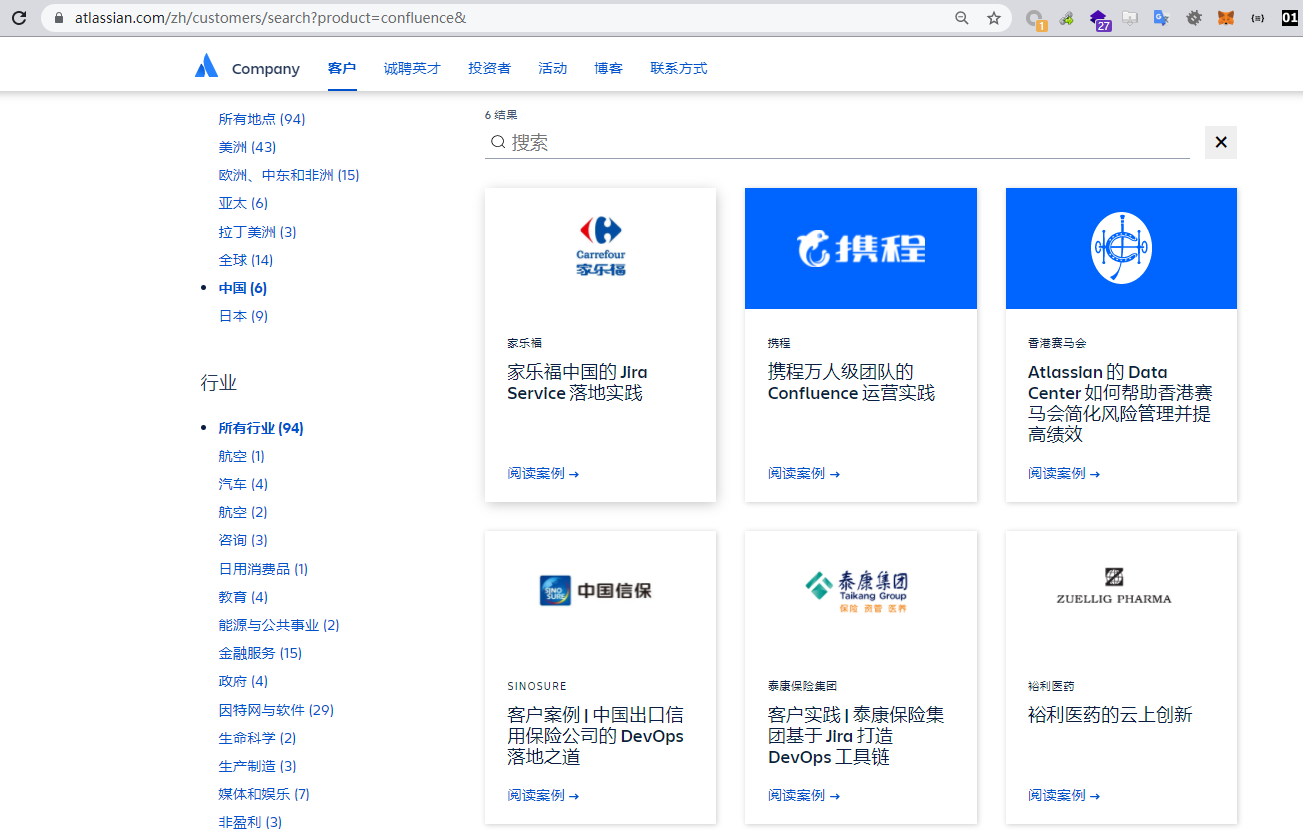 atlassian.com/zh/customers/search?product=confluence&
1
27
01
Company
客户
诚聘英才
投资者
活动
博客
联系方式
所有地点 (94)
美洲 (43)
欧洲、中东和非洲 (15)
亚太 (6)
拉丁美洲 (3)
全球 (14)
中国 (6)
日本 (9)
行业
所有行业 (94)
航空 (1)
汽车 (4)
航空 (2)
咨询 (3)
日用消费品 (1)
教育 (4)
能源与公共事业 (2)
金融服务 (15)
政府 (4)
因特网与软件 (29)
生命科学 (2)
生产制造 (3)
媒体和娱乐 (7)
非盈利 (3)
6 结果
搜索
Carrefour
家乐福
家乐福
家乐福中国的 Jira
Service 落地实践
阅读案例 →
携程
携程
携程万人级团队的
Confluence 运营实践
阅读案例 →
香港赛马会
Atlassian 的 Data
Center 如何帮助香港赛
马会简化风险管理并提
高绩效
阅读案例 →
SINO
SURE
中国信保
SINOSURE
客户案例 | 中国出口信
用保险公司的 DevOps
落地之道
阅读案例 →
泰康集团
Taikang Group
保险 资管 医养
泰康保险集团
客户实践 | 泰康保险集
团基于 Jira 打造
DevOps 工具链
阅读案例 →
ZUELLIG PHARMA
裕利医药
裕利医药的云上创新
阅读案例 →